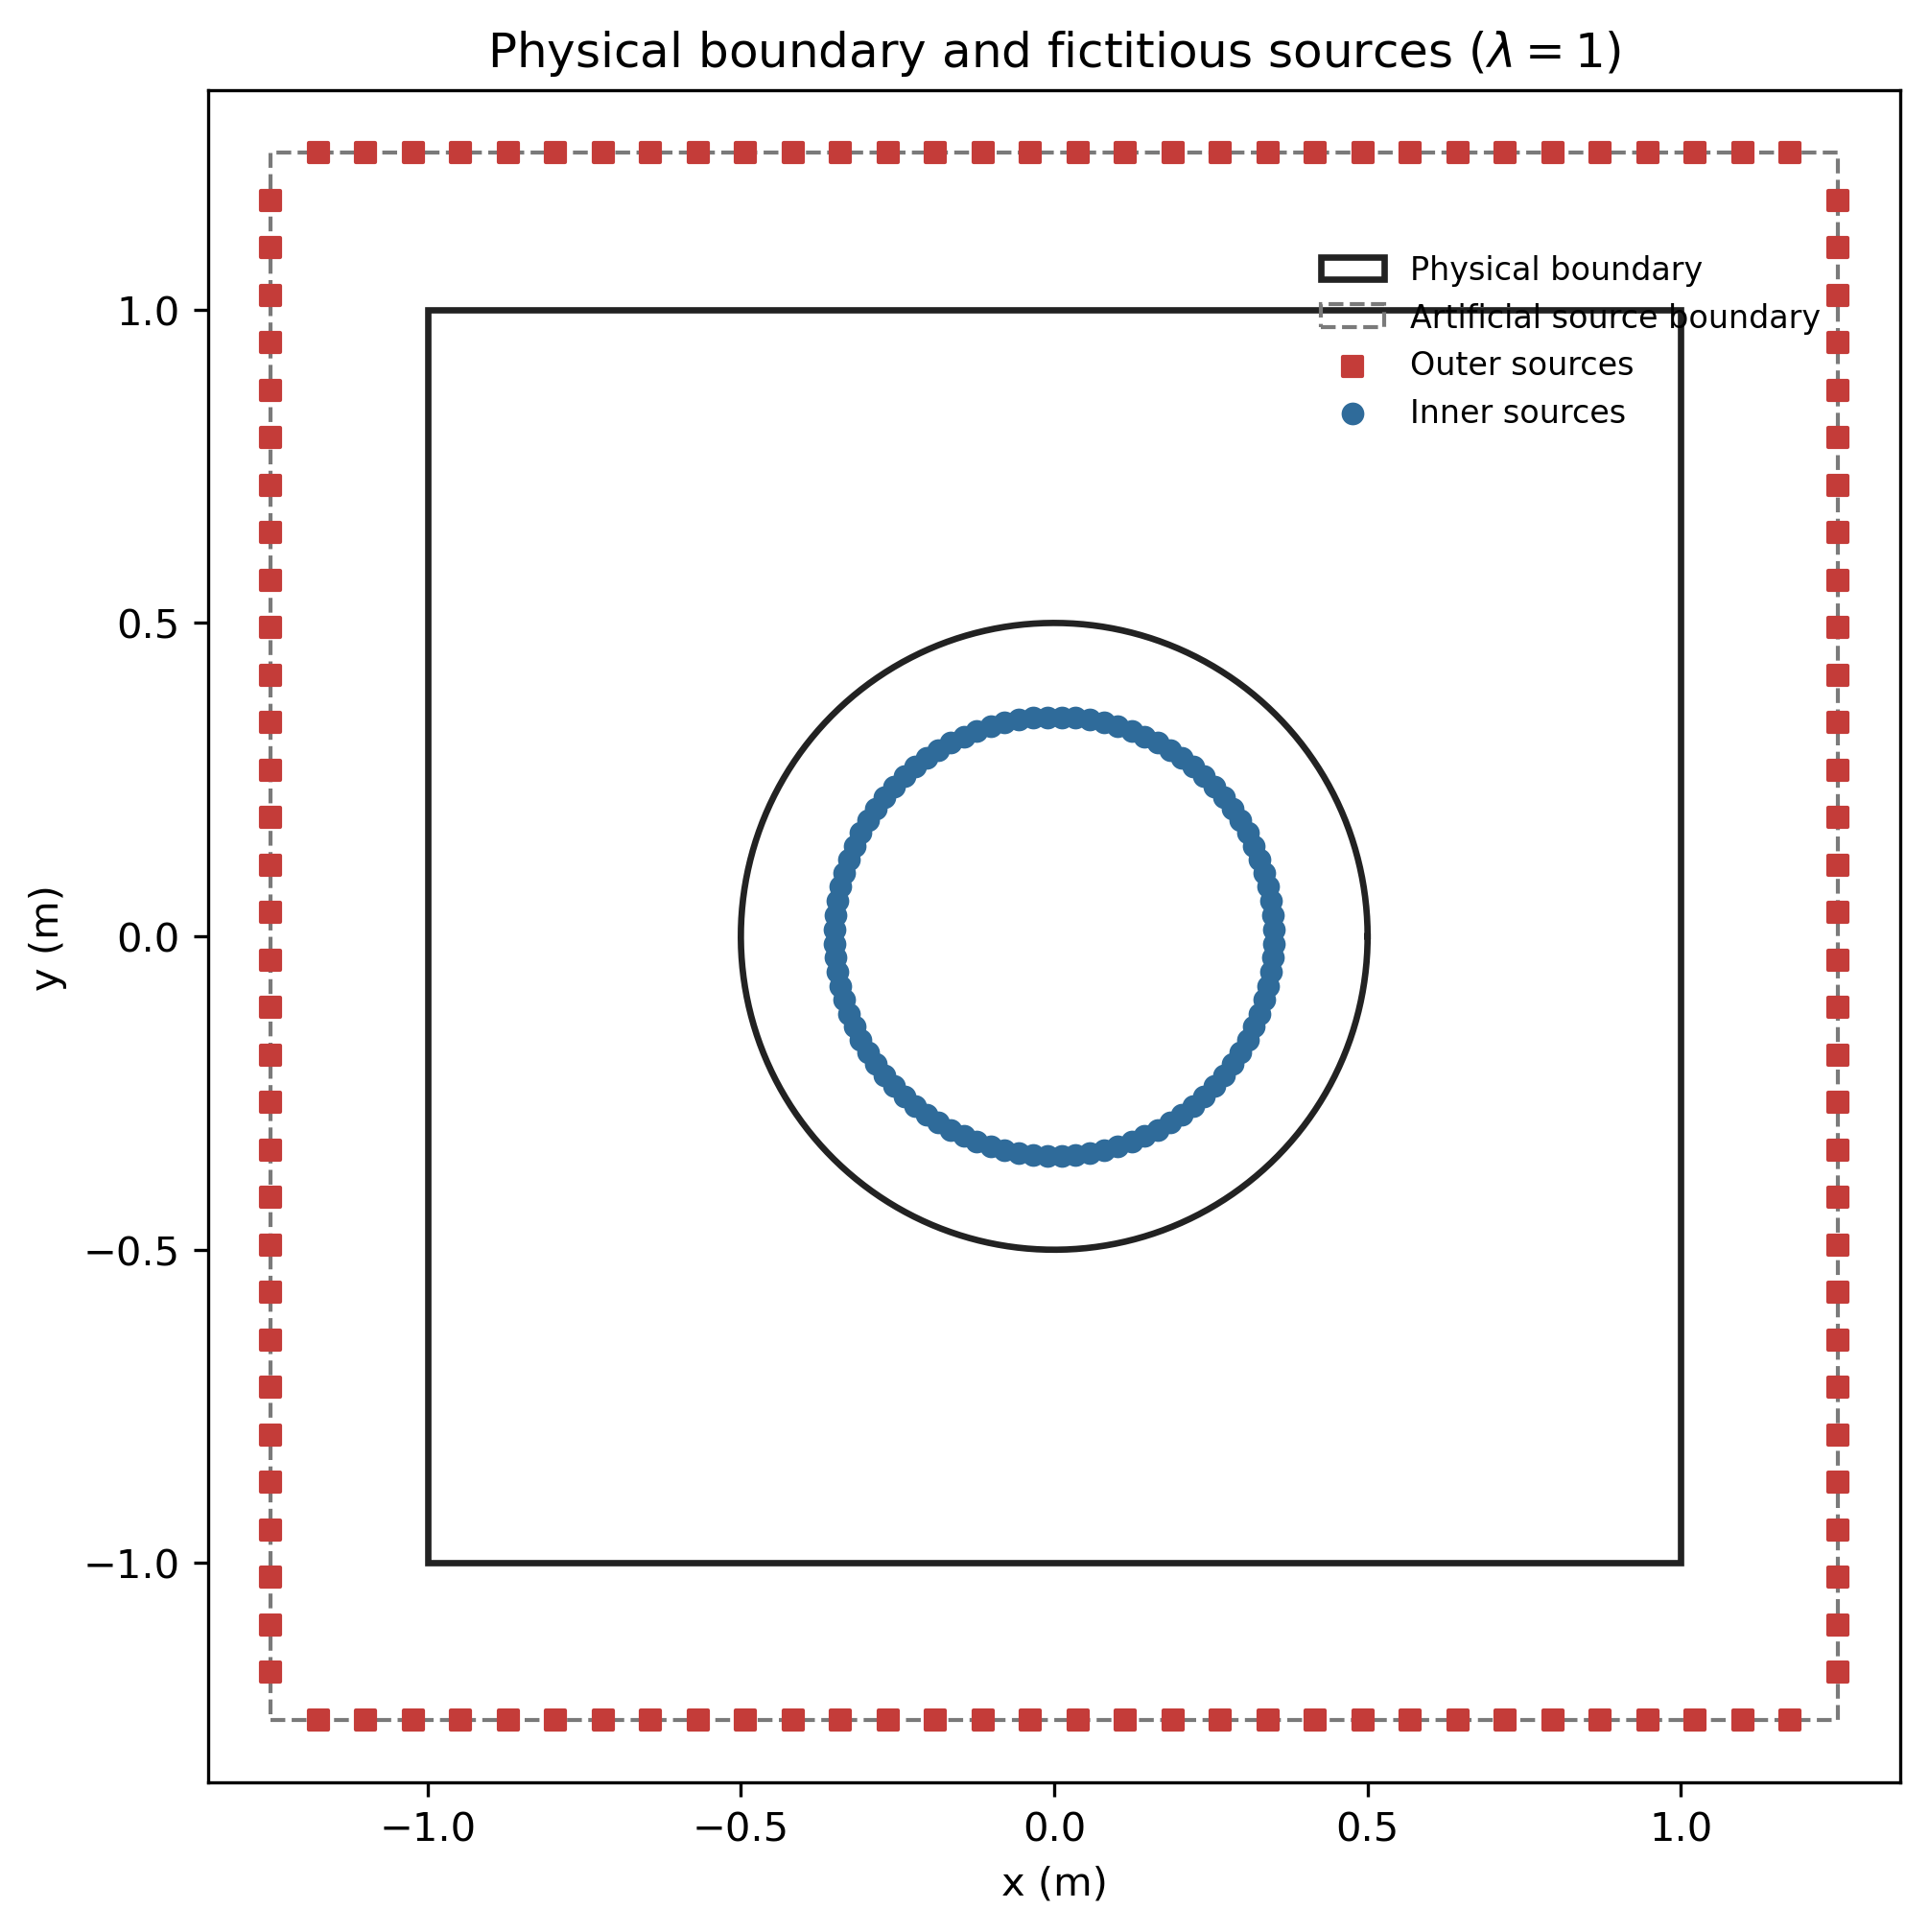 Physical boundary and fictitious sources (λ = 1)
Physical boundary
Artificial source boundary
Outer sources
Inner sources
1.0
0.5
0.0
−0.5
−1.0
y (m)
−1.0 −0.5 0.0 0.5 1.0
x (m)